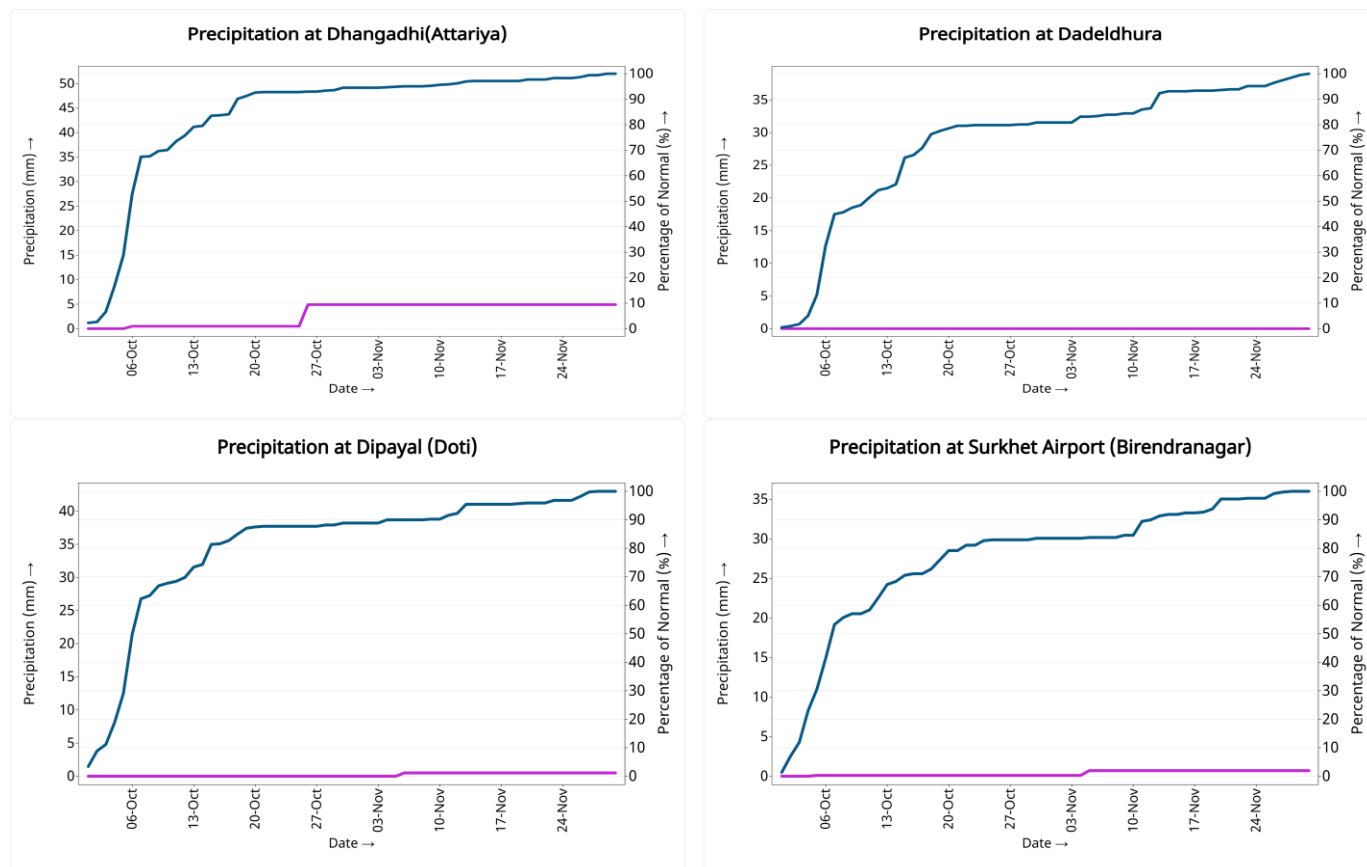 Precipitation at Dhangadhi(Attariya)
Precipitation (mm) →
50
45
40
35
30
25
20
15
10
5
0
100
90
80
70
60
50
40
30
20
10
0
Percentage of Normal (%) →
06-Oct
13-Oct
20-Oct
27-Oct
03-Nov
10-Nov
17-Nov
24-Nov
Date →
Precipitation at Dadeldhura
Precipitation (mm) →
35
30
25
20
15
10
5
0
100
90
80
70
60
50
40
30
20
10
0
Percentage of Normal (%) →
06-Oct
13-Oct
20-Oct
27-Oct
03-Nov
10-Nov
17-Nov
24-Nov
Date →
Precipitation at Dipayal (Doti)
Precipitation (mm) →
40
35
30
25
20
15
10
5
0
100
90
80
70
60
50
40
30
20
10
0
Percentage of Normal (%) →
06-Oct
13-Oct
20-Oct
27-Oct
03-Nov
10-Nov
17-Nov
24-Nov
Date →
Precipitation at Surkhet Airport (Birendranagar)
Precipitation (mm) →
35
30
25
20
15
10
5
0
100
90
80
70
60
50
40
30
20
10
0
Percentage of Normal (%) →
06-Oct
13-Oct
20-Oct
27-Oct
03-Nov
10-Nov
17-Nov
24-Nov
Date →